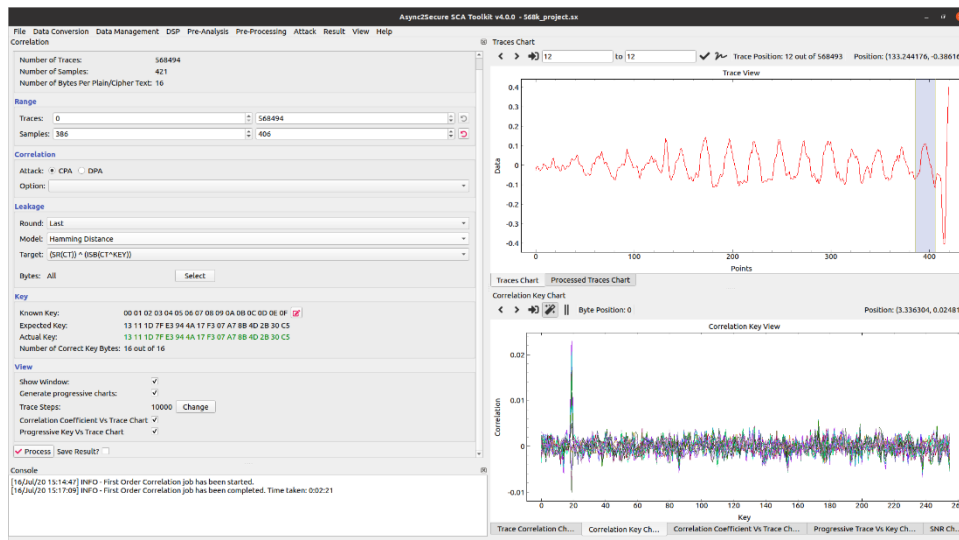 Async2Secure SCA Toolkit v4.0.0 - 568k_project.sx
File Data Conversion Data Management DSP Pre-Analysis Pre-Processing Attack Result View Help
Correlation
Number of Traces: 568494
Number of Samples: 421
Number of Bytes Per Plain/Cipher Text: 16
Range
Traces: 0 568494
Samples: 386 406
Correlation
Attack: CPA DPA
Option:
Leakage
Round: Last
Model: Hamming Distance
Target: (SR(CT)) ^ (ISB(CT^KEY))
Bytes: All Select
Key
Known Key: 00 01 02 03 04 05 06 07 08 09 0A 0B 0C 0D 0E 0F
Expected Key: 13 11 1D 7F E3 94 4A 17 F3 07 A7 8B 4D 2B 30 C5
Actual Key: 13 11 1D 7F E3 94 4A 17 F3 07 A7 8B 4D 2B 30 C5
Number of Correct Key Bytes: 16 out of 16
View
Show Window:
Generate progressive charts:
Trace Steps: 10000 Change
Correlation Coefficient Vs Trace Chart
Progressive Key Vs Trace Chart
Process Save Result?
Console
[16/Jul/20 15:14:47] INFO - First Order Correlation job has been started.
[16/Jul/20 15:17:09] INFO - First Order Correlation job has been completed. Time taken: 0:02:21
Traces Chart
12 to 12 Trace Position: 12 out of 568493 Position: (133.244176, -0.38616
Trace View
0.4
0.3
0.2
0.1
0
-0.1
-0.2
-0.3
-0.4
Data
0 100 200 300 400
Points
Traces Chart Processed Traces Chart
Correlation Key Chart
Byte Position: 0 Position: (3.336304, 0.02481
Correlation Key View
0.02
0.01
0
-0.01
Correlation
0 20 40 60 80 100 120 140 160 180 200 220 240 26
Key
Trace Correlation Ch... Correlation Key Ch... Correlation Coefficient Vs Trace Ch... Progressive Trace Vs Key Ch... SNR Ch